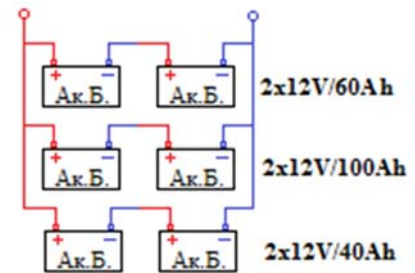 + − + −
Ак.Б. Ак.Б. 2x12V/60Ah
+ − + −
Ак.Б. Ак.Б. 2x12V/100Ah
+ − + −
Ак.Б. Ак.Б. 2x12V/40Ah